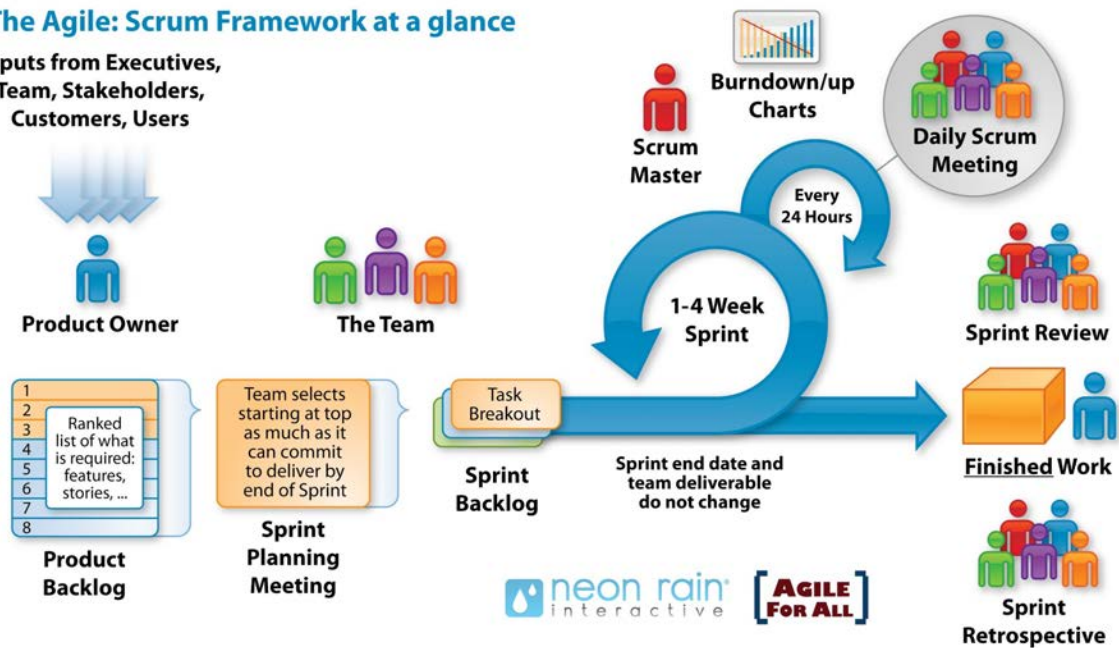 The Agile: Scrum Framework at a glance
puts from Executives,
Team, Stakeholders,
Customers, Users
Product Owner
The Team
Scrum
Master
Burndown/up
Charts
Daily Scrum
Meeting
Every
24 Hours
1-4 Week
Sprint
Sprint Review
1
2
3
4
5
6
7
8
Ranked
list of what
is required:
features,
stories, ...
Product
Backlog
Team selects
starting at top
as much as it
can commit
to deliver by
end of Sprint
Sprint
Planning
Meeting
Task
Breakout
Sprint
Backlog
Sprint end date and
team deliverable
do not change
Finished Work
Sprint
Retrospective
neon rain®
interactive
[AGILE
FOR ALL]